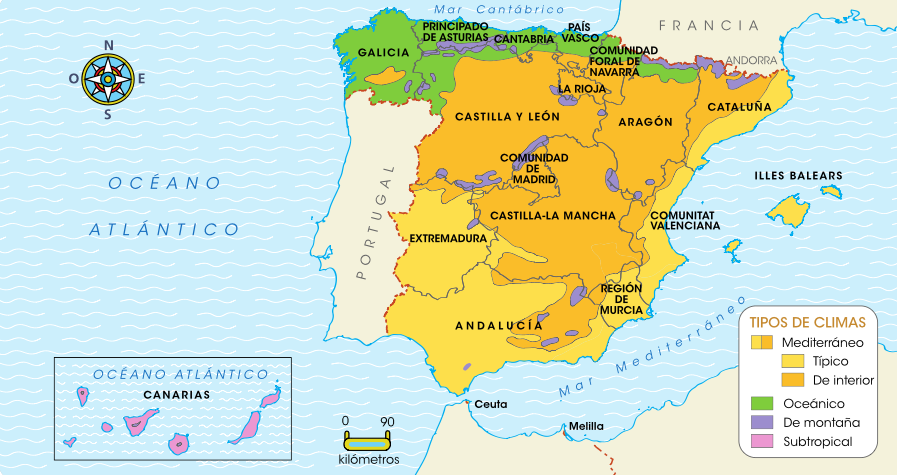 Mar Cantábrico
FRANCIA
PRINCIPADO
DE ASTURIAS
CANTABRIA
PAÍS
VASCO
GALICIA
COMUNIDAD
FORAL DE
NAVARRA
ANDORRA
N
O
E
S
LA RIOJA
CATALUÑA
CASTILLA Y LEÓN
ARAGÓN
COMUNIDAD
DE
MADRID
OCÉANO
ATLÁNTICO
ILLES BALEARS
PORTUGAL
CASTILLA-LA MANCHA
COMUNITAT
VALENCIANA
EXTREMADURA
REGIÓN
DE
MURCIA
ANDALUCÍA
Mar Mediterráneo
TIPOS DE CLIMAS
Mediterráneo
Típico
De interior
Oceánico
De montaña
Subtropical
OCÉANO ATLÁNTICO
CANARIAS
Ceuta
Melilla
0 90
kilómetros